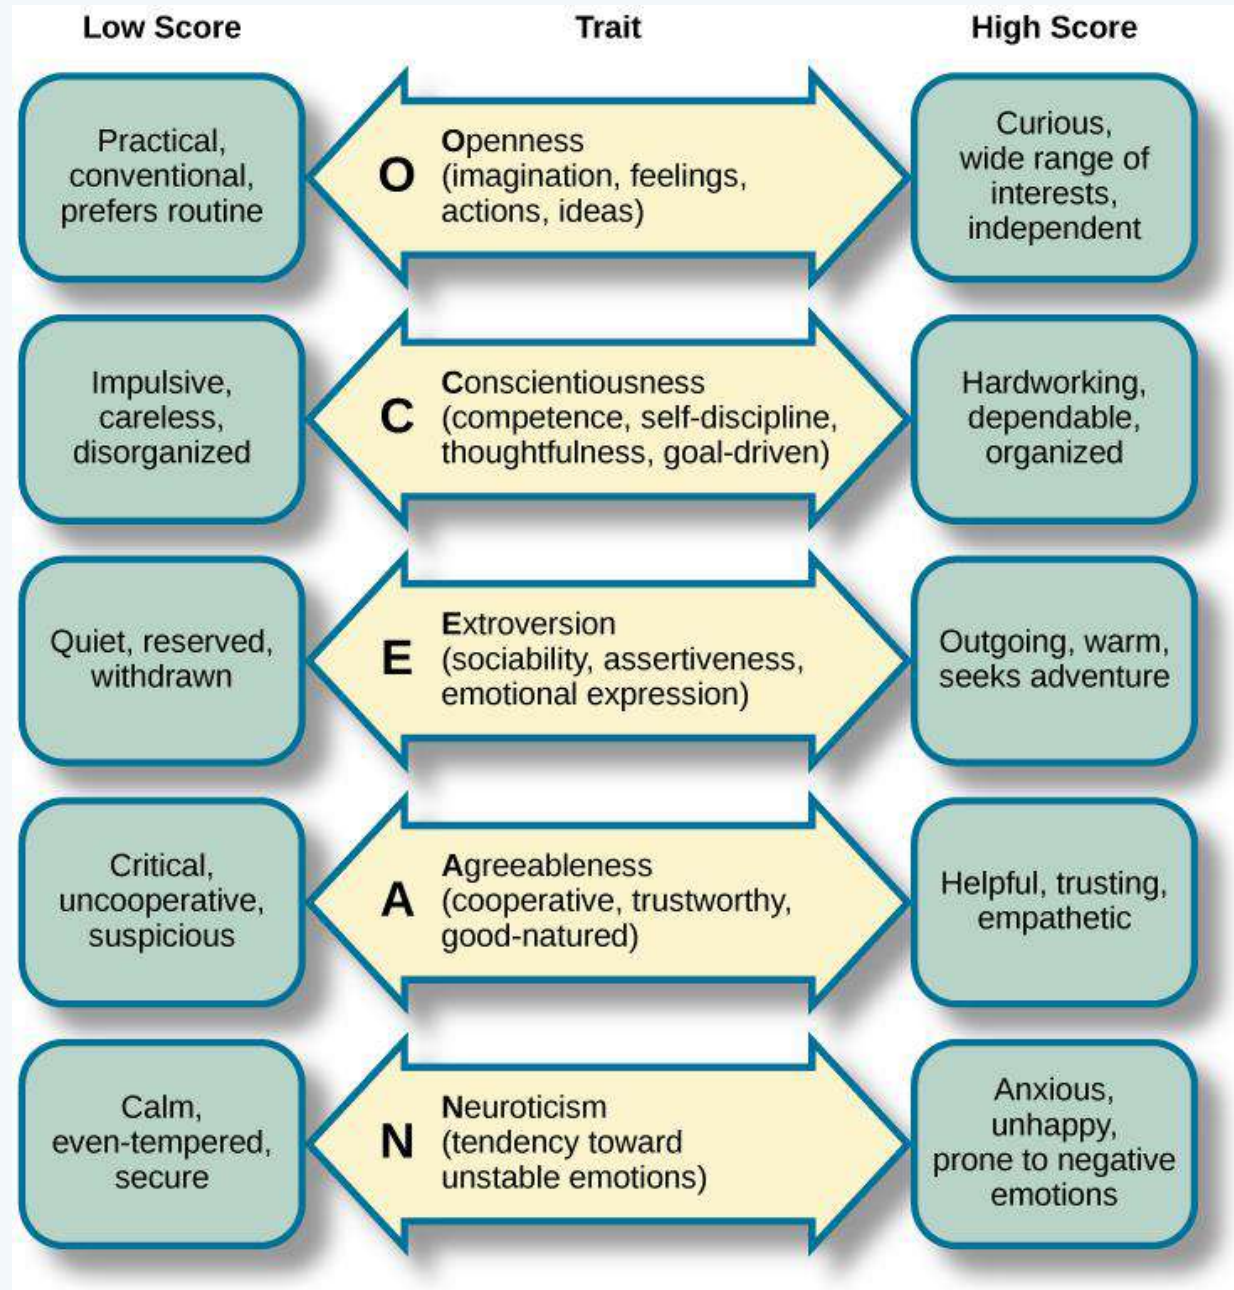 Low Score
Trait
High Score
Practical,
conventional,
prefers routine
O
Openness
(imagination, feelings,
actions, ideas)
Curious,
wide range of
interests,
independent
Impulsive,
careless,
disorganized
C
Conscientiousness
(competence, self-discipline,
thoughtfulness, goal-driven)
Hardworking,
dependable,
organized
Quiet, reserved,
withdrawn
E
Extroversion
(sociability, assertiveness,
emotional expression)
Outgoing, warm,
seeks adventure
Critical,
uncooperative,
suspicious
A
Agreeableness
(cooperative, trustworthy,
good-natured)
Helpful, trusting,
empathetic
Calm,
even-tempered,
secure
N
Neuroticism
(tendency toward
unstable emotions)
Anxious,
unhappy,
prone to negative
emotions